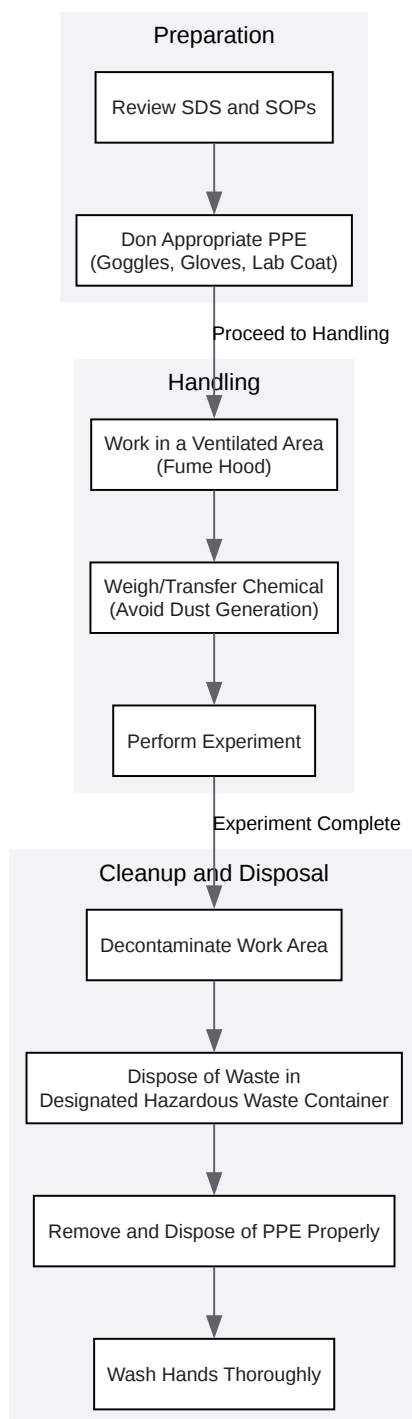 Preparation
Review SDS and SOPs
Don Appropriate PPE
(Goggles, Gloves, Lab Coat)
Proceed to Handling
Handling
Work in a Ventilated Area
(Fume Hood)
Weigh/Transfer Chemical
(Avoid Dust Generation)
Perform Experiment
Experiment Complete
Cleanup and Disposal
Decontaminate Work Area
Dispose of Waste in
Designated Hazardous Waste Container
Remove and Dispose of PPE Properly
Wash Hands Thoroughly